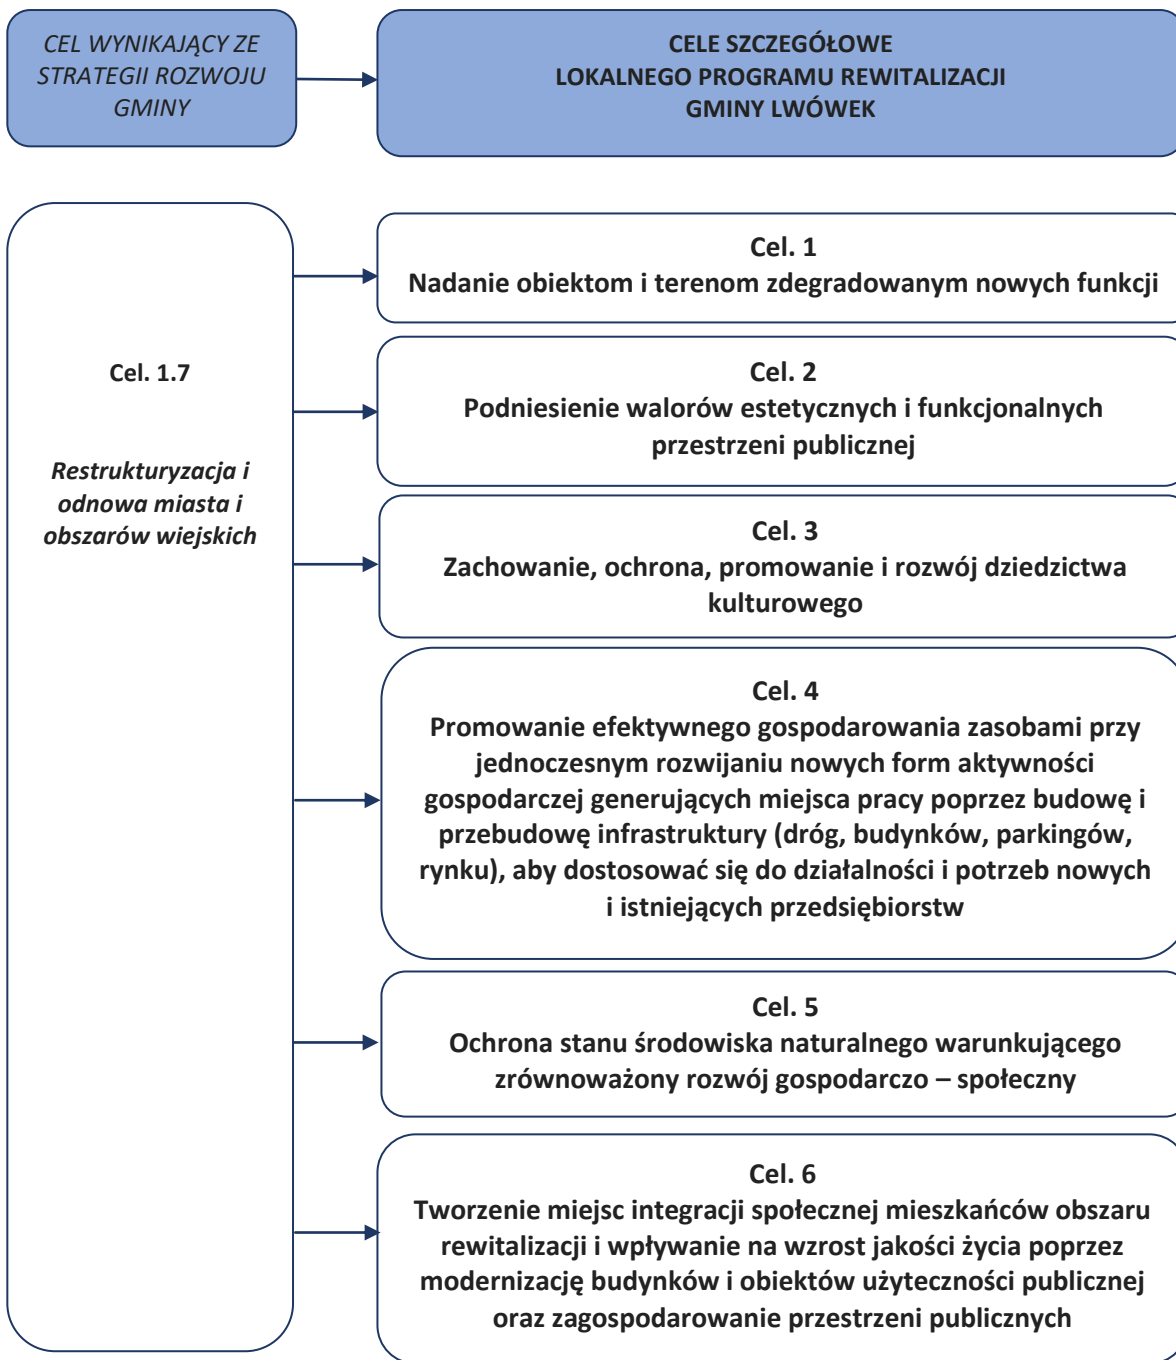 CEL WYNIKAJĄCY ZE
STRATEGII ROZWOJU
GMINY
CELE SZCZEGÓŁOWE
LOKALNEGO PROGRAMU REWITALIZACJI
GMINY LWÓWEK
Cel. 1.7
Restrukturyzacja i
odnowa miasta i
obszarów wiejskich
Cel. 1
Nadanie obiektom i terenom zdegradowanym nowych funkcji
Cel. 2
Podniesienie walorów estetycznych i funkcjonalnych
przestrzeni publicznej
Cel. 3
Zachowanie, ochrona, promowanie i rozwój dziedzictwa
kulturowego
Cel. 4
Promowanie efektywnego gospodarowania zasobami przy
jednoczesnym rozwijaniu nowych form aktywności
gospodarczej generujących miejsca pracy poprzez budowę i
przebudowę infrastruktury (dróg, budynków, parkingów,
rynku), aby dostosować się do działalności i potrzeb nowych
i istniejących przedsiębiorstw
Cel. 5
Ochrona stanu środowiska naturalnego warunkującego
zrównoważony rozwój gospodarczo – społeczny
Cel. 6
Tworzenie miejsc integracji społecznej mieszkańców obszaru
rewitalizacji i wpływanie na wzrost jakości życia poprzez
modernizację budynków i obiektów użyteczności publicznej
oraz zagospodarowanie przestrzeni publicznych